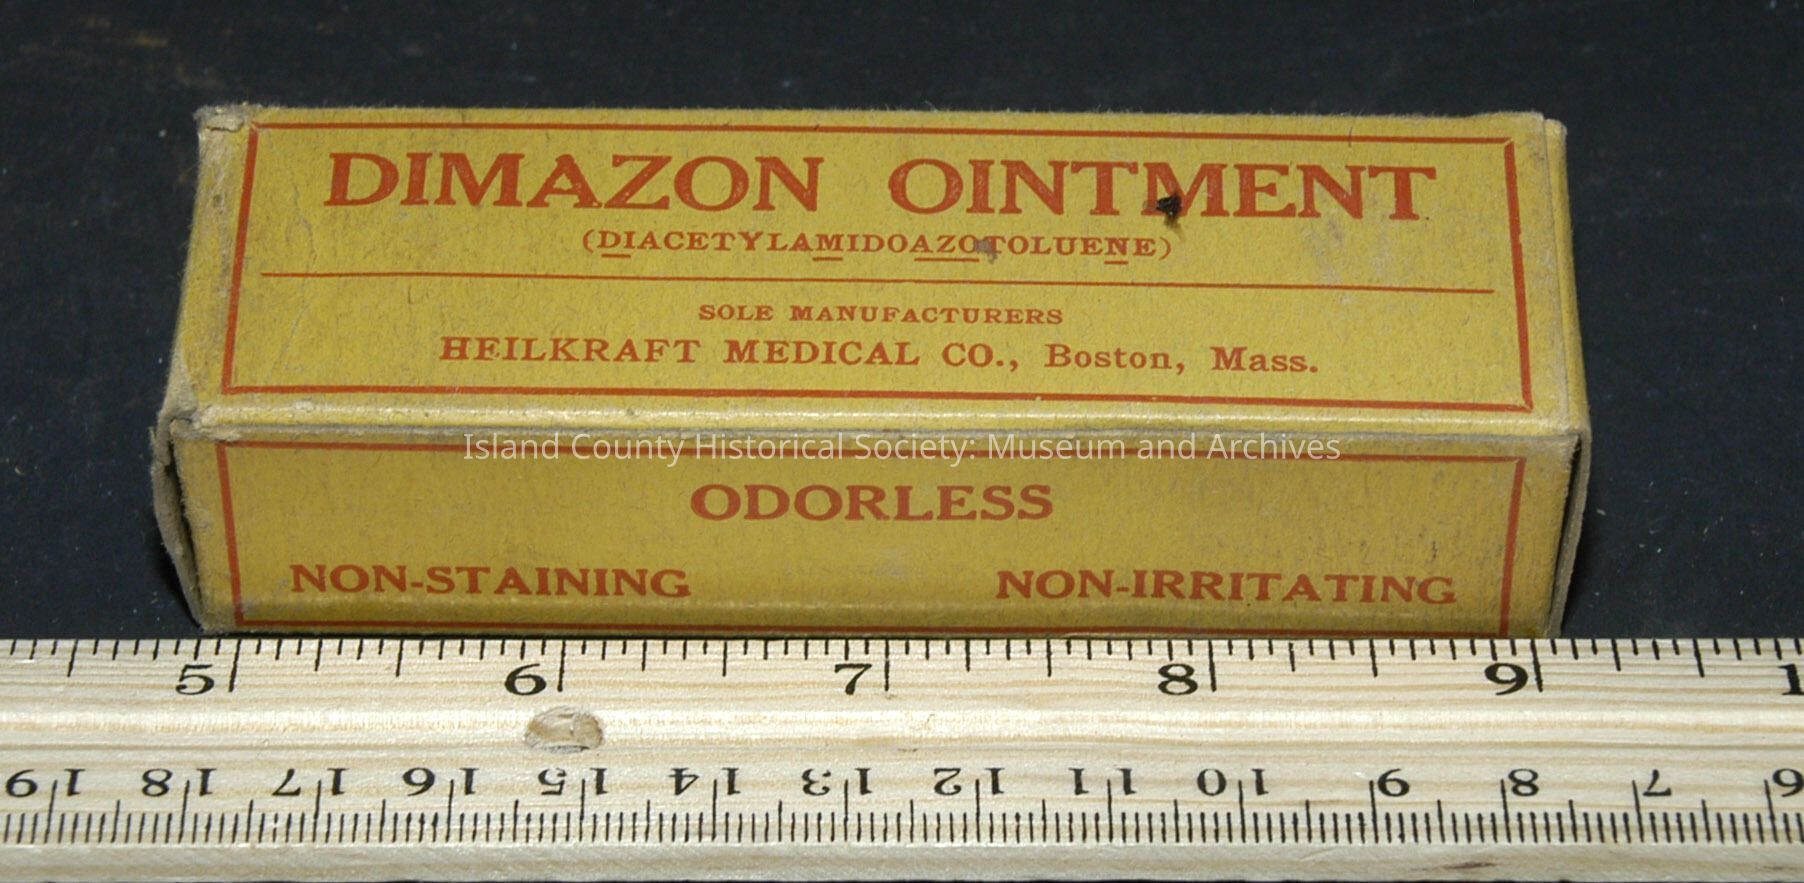 DIMAZON OINTMENT
(DIACETYLAMIDOAZOTOLUENE)
SOLE MANUFACTURERS
HEILKRAFT MEDICAL CO., Boston, Mass.
Island County Historical Society: Museum and Archives
ODORLESS
NON-STAINING NON-IRRITATING
5 6 7 8 9 1
19 18 17 16 15 14 13 12 11 10 9 8 7 6